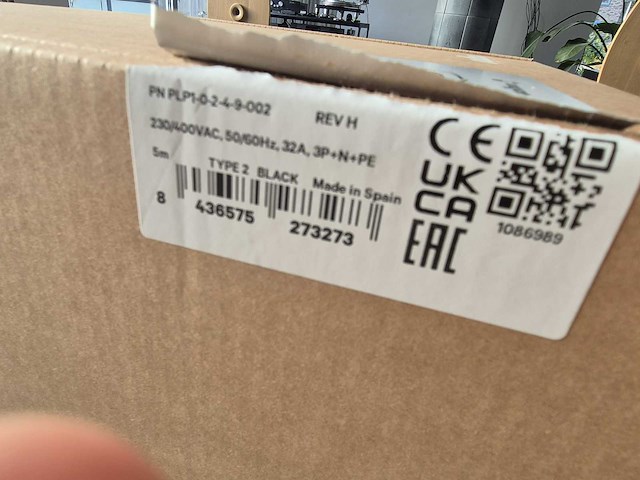 PN PLP1-0-2-4-9-002 REV H
230/400VAC, 50/60Hz, 32A, 3P+N+PE
5m TYPE 2 BLACK Made in Spain
8 436575 273273
CE
UK
CA
EAC
1086989